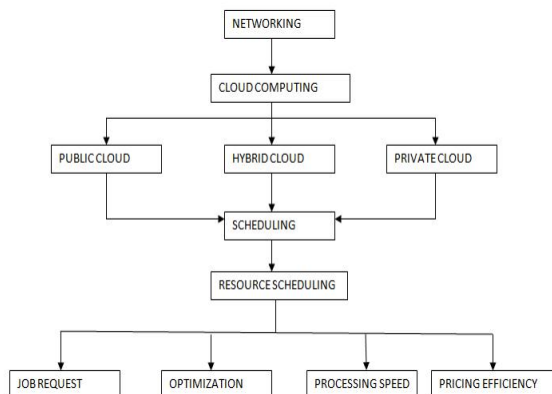 NETWORKING
CLOUD COMPUTING
PUBLIC CLOUD
HYBRID CLOUD
PRIVATE CLOUD
SCHEDULING
RESOURCE SCHEDULING
JOB REQUEST
OPTIMIZATION
PROCESSING SPEED
PRICING EFFICIENCY